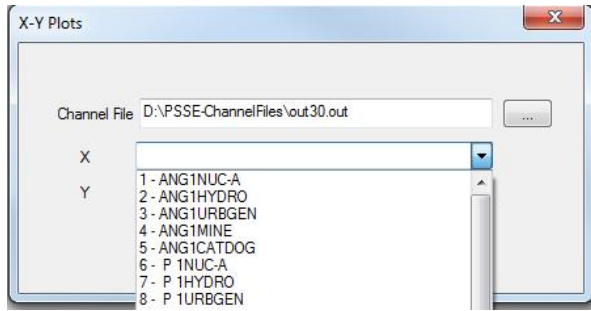 X-Y Plots
Channel File D:\PSSE-ChannelFiles\out30.out ...
X
Y
1 - ANG1NUC-A
2 - ANG1HYDRO
3 - ANG1URBGEN
4 - ANG1MINE
5 - ANG1CATDOG
6 - P 1NUC-A
7 - P 1HYDRO
8 - P 1URBGEN